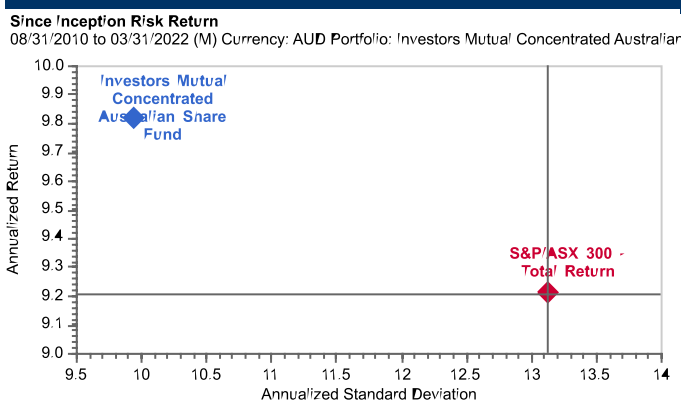 Since Inception Risk Return
08/31/2010 to 03/31/2022 (M) Currency: AUD Portfolio: Investors Mutual Concentrated Australian
10.0
9.9
9.8
9.7
9.6
9.5
9.4
9.3
9.2
9.1
9.0
Annualized Return
Investors Mutual
Concentrated
Australian Share
Fund
S&P/ASX 300 -
Total Return
9.5 10 10.5 11 11.5 12 12.5 13 13.5 14
Annualized Standard Deviation